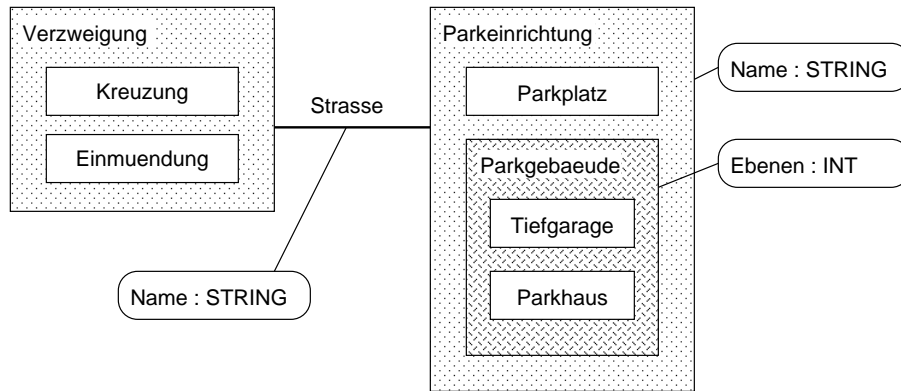 Verzweigung
Kreuzung
Einmuendung
Strasse
Name : STRING
Parkeinrichtung
Parkplatz
Parkgebaeude
Tiefgarage
Parkhaus
Name : STRING
Ebenen : INT